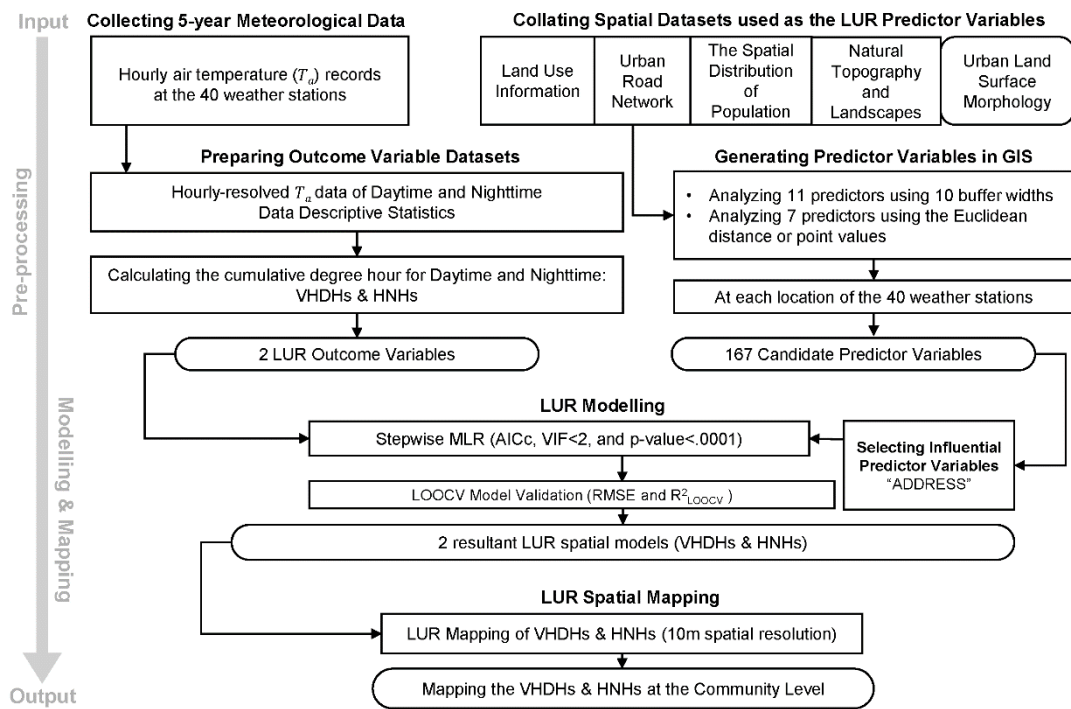 Input
Pre-processing
Modelling & Mapping
Output
Collecting 5-year Meteorological Data
Hourly air temperature (Ta) records
at the 40 weather stations
Collating Spatial Datasets used as the LUR Predictor Variables
Land Use
Information
Urban
Road
Network
The Spatial
Distribution
of
Population
Natural
Topography
and
Landscapes
Urban Land
Surface
Morphology
Preparing Outcome Variable Datasets
Hourly-resolved Ta data of Daytime and Nighttime
Data Descriptive Statistics
Calculating the cumulative degree hour for Daytime and Nighttime:
VHDHs & HNHs
2 LUR Outcome Variables
Generating Predictor Variables in GIS
• Analyzing 11 predictors using 10 buffer widths
• Analyzing 7 predictors using the Euclidean
distance or point values
At each location of the 40 weather stations
167 Candidate Predictor Variables
LUR Modelling
Stepwise MLR (AICc, VIF<2, and p-value<.0001)
Selecting Influential
Predictor Variables
“ADDRESS”
LOOCV Model Validation (RMSE and R²LOOCV )
2 resultant LUR spatial models (VHDHs & HNHs)
LUR Spatial Mapping
LUR Mapping of VHDHs & HNHs (10m spatial resolution)
Mapping the VHDHs & HNHs at the Community Level